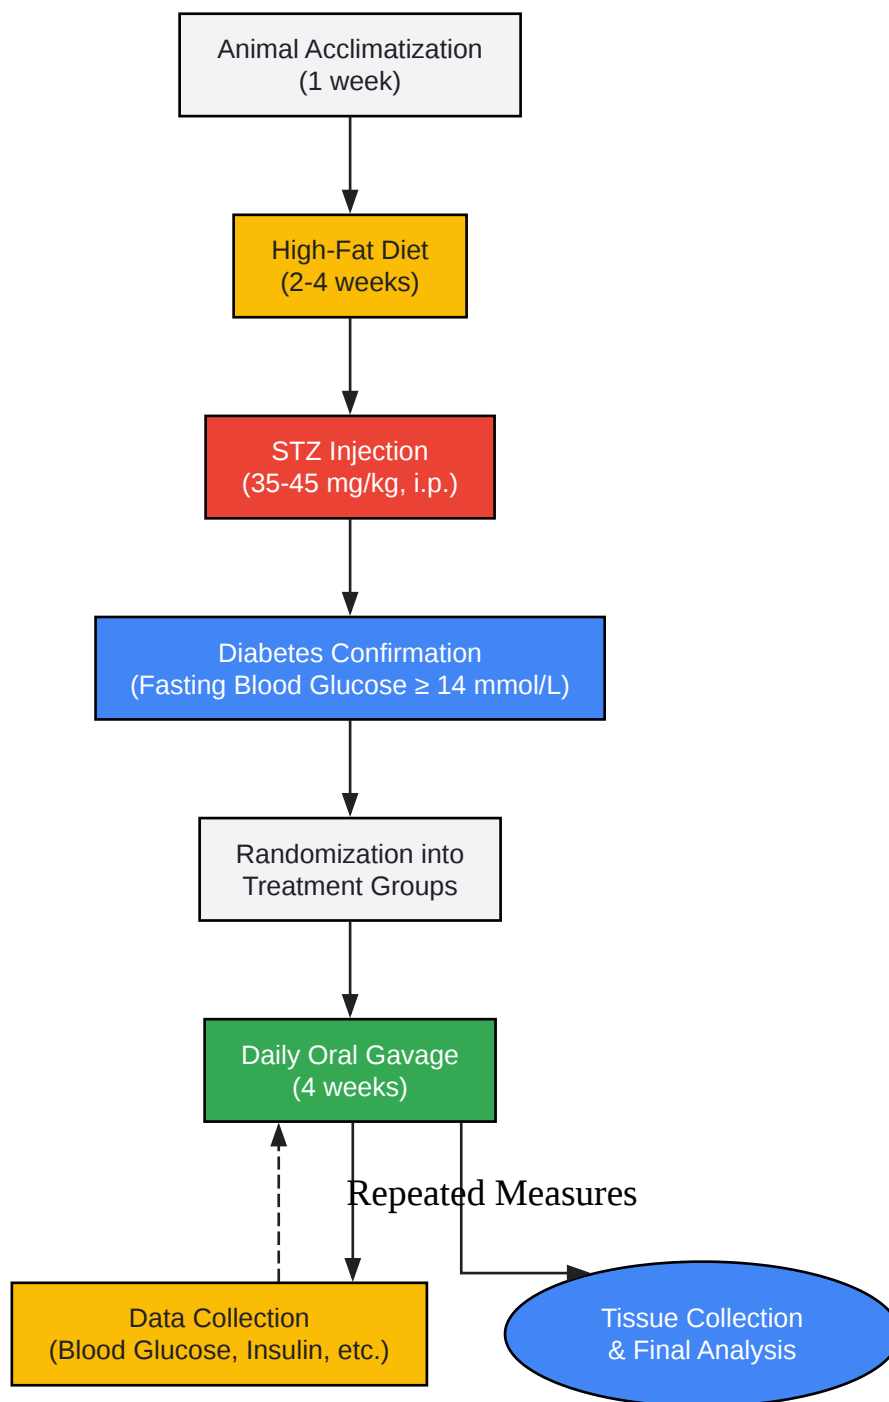 Animal Acclimatization
(1 week)
High-Fat Diet
(2-4 weeks)
STZ Injection
(35-45 mg/kg, i.p.)
Diabetes Confirmation
(Fasting Blood Glucose ≥ 14 mmol/L)
Randomization into
Treatment Groups
Daily Oral Gavage
(4 weeks)
Repeated Measures
Data Collection
(Blood Glucose, Insulin, etc.)
Tissue Collection
& Final Analysis